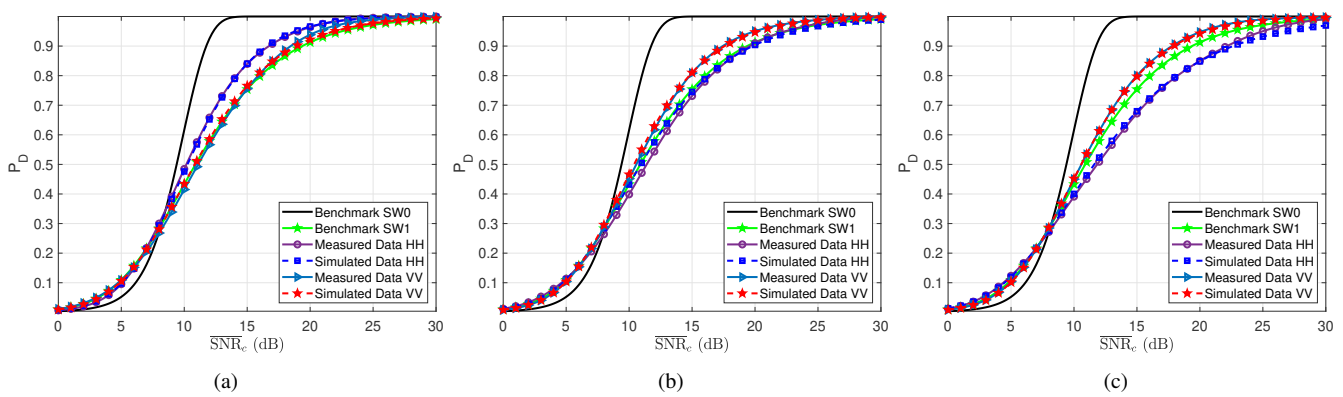 P_D
0.9
0.8
0.7
0.6
0.5
0.4
0.3
0.2
0.1
Benchmark SW0
Benchmark SW1
Measured Data HH
Simulated Data HH
Measured Data VV
Simulated Data VV
0 5 10 15 20 25 30
SNR_c (dB)
(a)
P_D
0.9
0.8
0.7
0.6
0.5
0.4
0.3
0.2
0.1
Benchmark SW0
Benchmark SW1
Measured Data HH
Simulated Data HH
Measured Data VV
Simulated Data VV
0 5 10 15 20 25 30
SNR_c (dB)
(b)
P_D
0.9
0.8
0.7
0.6
0.5
0.4
0.3
0.2
0.1
Benchmark SW0
Benchmark SW1
Measured Data HH
Simulated Data HH
Measured Data VV
Simulated Data VV
0 5 10 15 20 25 30
SNR_c (dB)
(c)